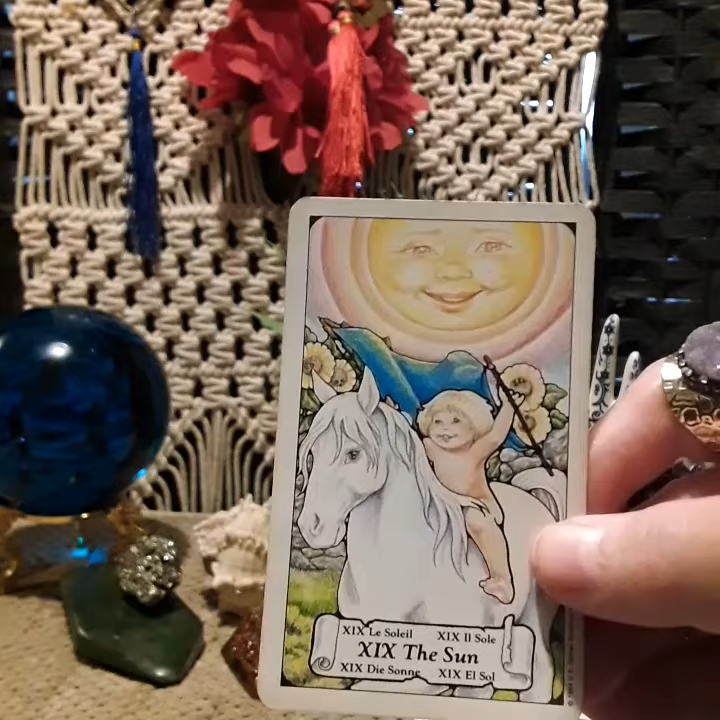 XIX Le Soleil XIX Il Sole
XIX The Sun
XIX Die Sonne XIX El Sol